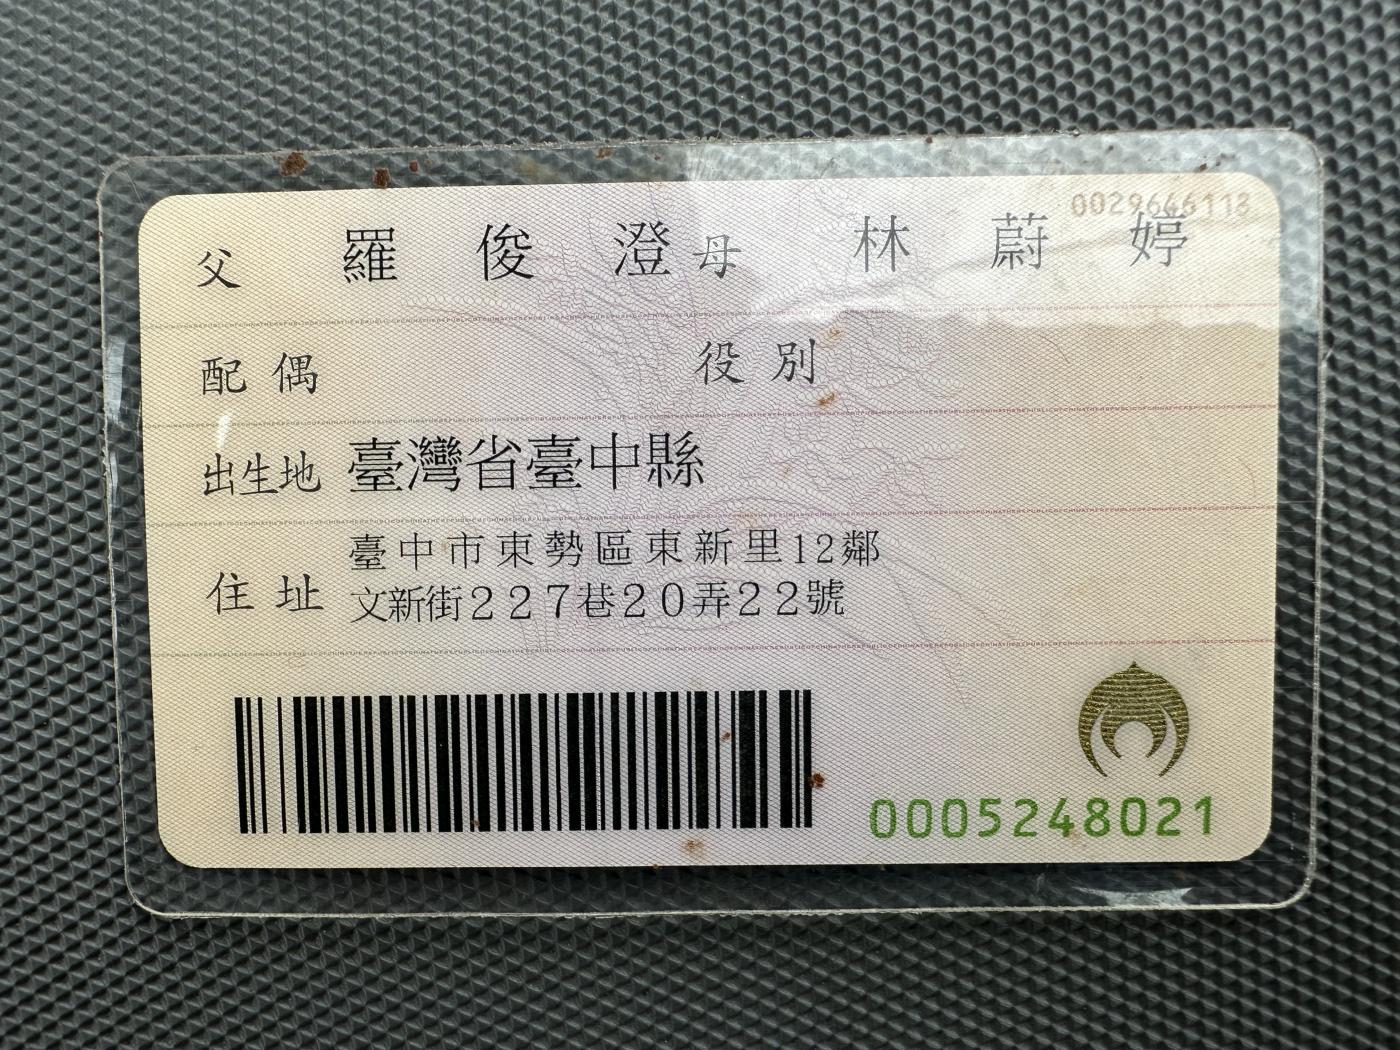 0029646118
父 羅俊澄 母 林蔚婷
配偶 役別
出生地 臺灣省臺中縣
臺中市東勢區東新里12鄰
住址 文新街227巷20弄22號
0005248021